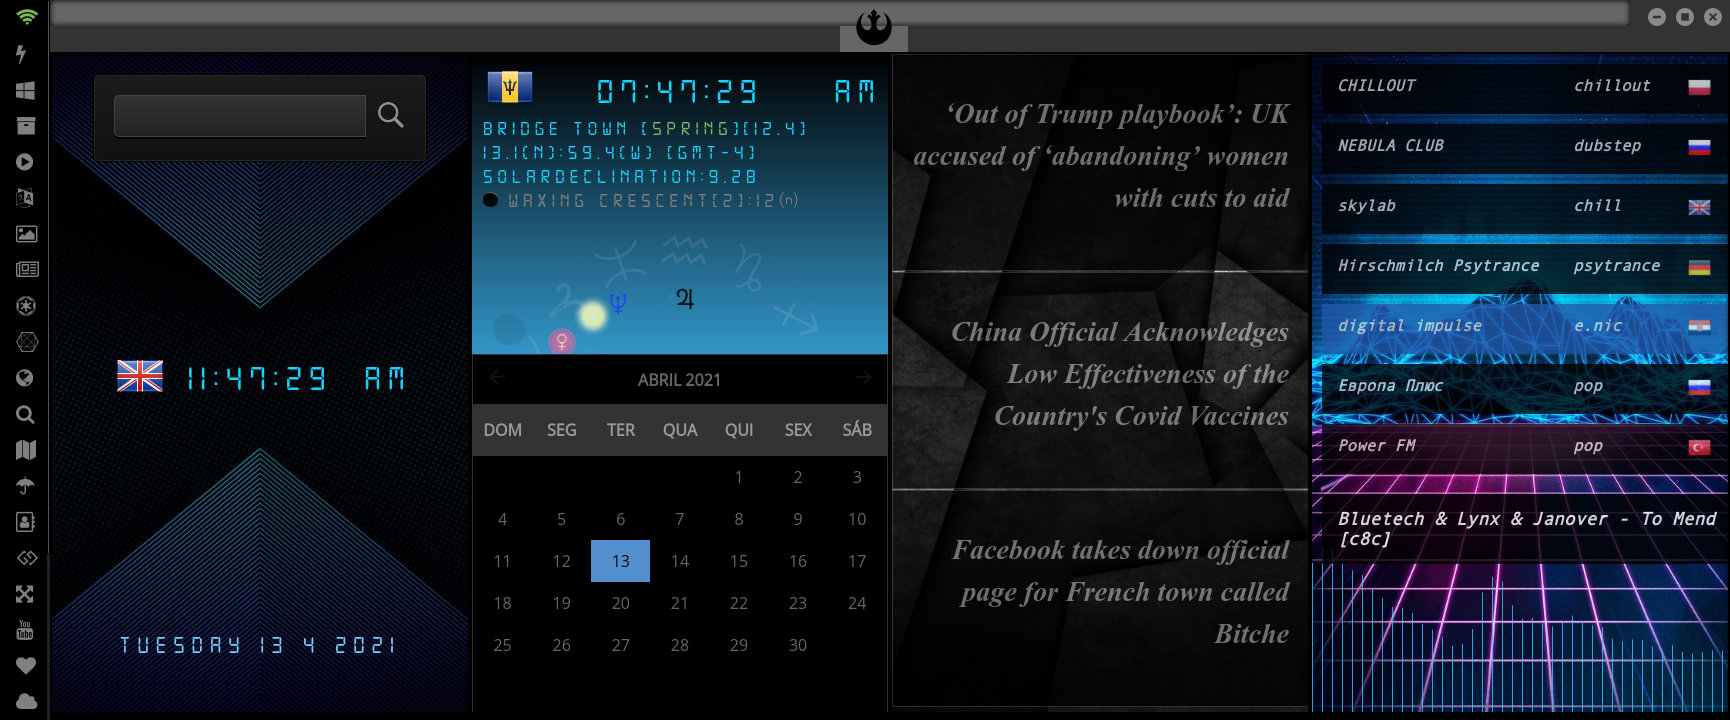 11:47:29 AM
TUESDAY 13 4 2021
07:47:29 AM
BRIDGE TOWN [SPRING][12.4]
13.1(N):59.4(W) [GMT-4]
SOLARDECLINATION:9.28
WAXING CRESCENT[2]:12(n)
ABRIL 2021
DOM SEG TER QUA QUI SEX SÁB
1 2 3
4 5 6 7 8 9 10
11 12 13 14 15 16 17
18 19 20 21 22 23 24
25 26 27 28 29 30
‘Out of Trump playbook’: UK
accused of ‘abandoning’ women
with cuts to aid
China Official Acknowledges
Low Effectiveness of the
Country's Covid Vaccines
Facebook takes down official
page for French town called
Bitche
CHILLOUT chillout
NEBULA CLUB dubstep
skylab chill
Hirschmilch Psytrance psytrance
digital impulse e.nic
Европа Плюс pop
Power FM pop
Bluetech & Lynx & Janover - To Mend
[c8c]
You
Tube